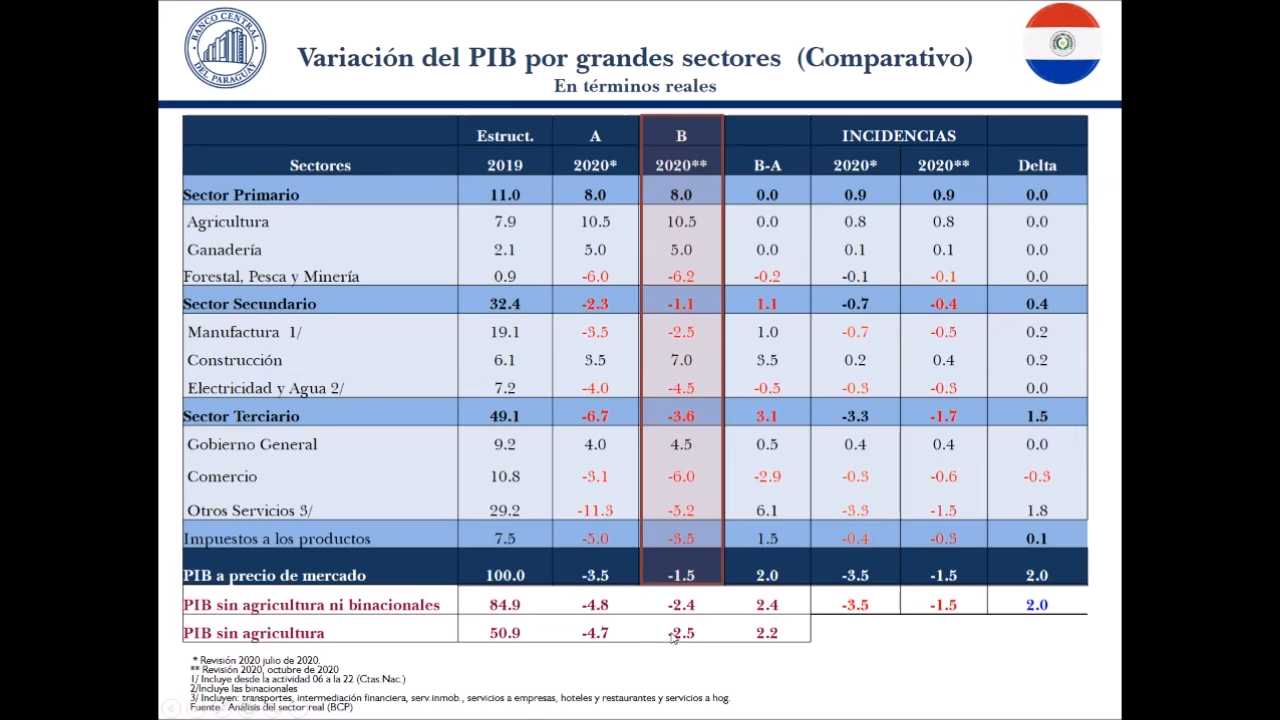 BANCO CENTRAL DEL PARAGUAY
Variación del PIB por grandes sectores (Comparativo)
En términos reales
Estruct. A B INCIDENCIAS
Sectores 2019 2020* 2020** B-A 2020* 2020** Delta
Sector Primario 11.0 8.0 8.0 0.0 0.9 0.9 0.0
Agricultura 7.9 10.5 10.5 0.0 0.8 0.8 0.0
Ganadería 2.1 5.0 5.0 0.0 0.1 0.1 0.0
Forestal, Pesca y Minería 0.9 -6.0 -6.2 -0.2 -0.1 -0.1 0.0
Sector Secundario 32.4 -2.3 -1.1 1.1 -0.7 -0.4 0.4
Manufactura 1/ 19.1 -3.5 -2.5 1.0 -0.7 -0.5 0.2
Construcción 6.1 3.5 7.0 3.5 0.2 0.4 0.2
Electricidad y Agua 2/ 7.2 -4.0 -4.5 -0.5 -0.3 -0.3 0.0
Sector Terciario 49.1 -6.7 -3.6 3.1 -3.3 -1.7 1.5
Gobierno General 9.2 4.0 4.5 0.5 0.4 0.4 0.0
Comercio 10.8 -3.1 -6.0 -2.9 -0.3 -0.6 -0.3
Otros Servicios 3/ 29.2 -11.3 -5.2 6.1 -3.3 -1.5 1.8
Impuestos a los productos 7.5 -5.0 -3.5 1.5 -0.4 -0.3 0.1
PIB a precio de mercado 100.0 -3.5 -1.5 2.0 -3.5 -1.5 2.0
PIB sin agricultura ni binacionales 84.9 -4.8 -2.4 2.4 -3.5 -1.5 2.0
PIB sin agricultura 50.9 -4.7 -2.5 2.2
* Revisión 2020 julio de 2020.
** Revisión 2020, octubre de 2020
1/ Incluye desde la actividad 06 a la 22 (Ctas.Nac.)
2/Incluye las binacionales
3/ Incluyen: transportes, intermediación financiera, serv.inmob., servicios a empresas, hoteles y restaurantes y servicios a hog.
Fuente: Análisis del sector real (BCP)